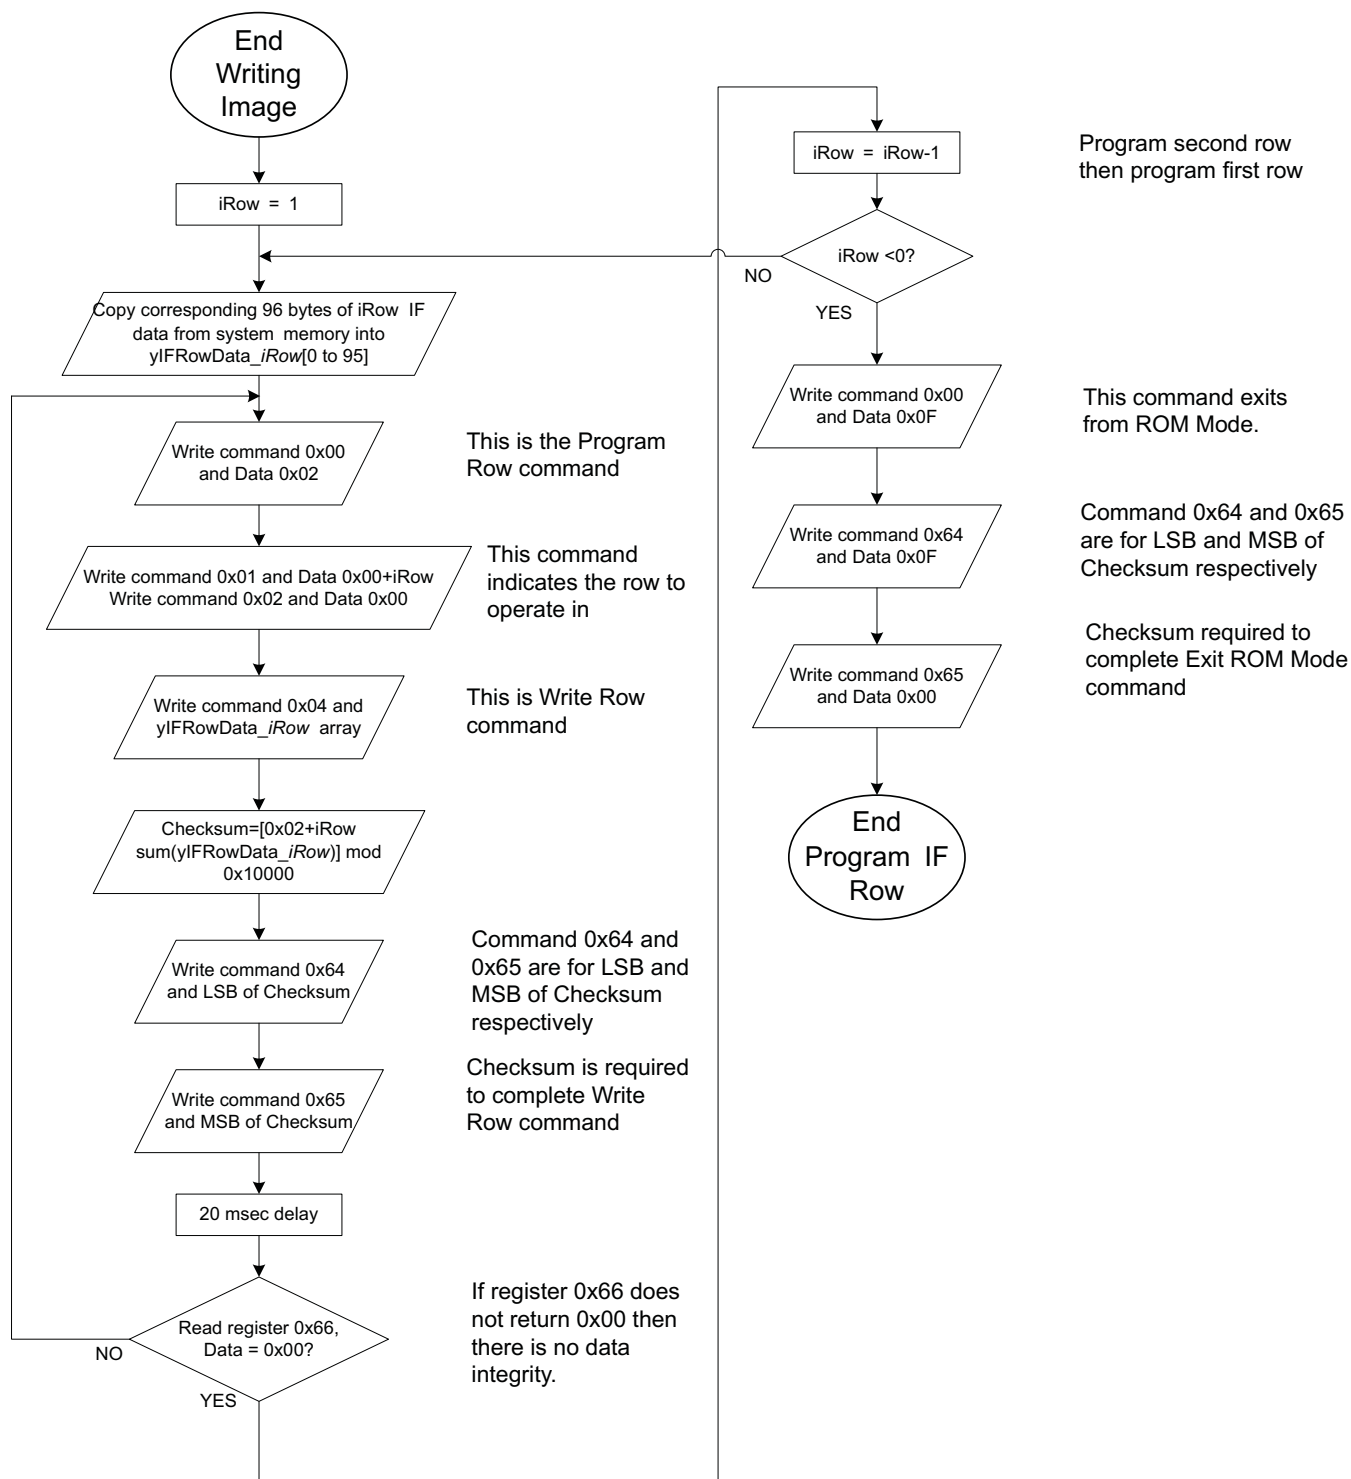 End
Writing
Image
iRow = 1
Copy corresponding 96 bytes of iRow IF
data from system memory into
yIFRowData_iRow[0 to 95]
Write command 0x00
and Data 0x02
This is the Program
Row command
Write command 0x01 and Data 0x00+iRow
Write command 0x02 and Data 0x00
This command
indicates the row to
operate in
Write command 0x04 and
yIFRowData_iRow array
This is Write Row
command
Checksum=[0x02+iRow
sum(yIFRowData_iRow)] mod
0x10000
Write command 0x64
and LSB of Checksum
Command 0x64 and
0x65 are for LSB and
MSB of Checksum
respectively
Write command 0x65
and MSB of Checksum
Checksum is required
to complete Write
Row command
20 msec delay
Read register 0x66,
Data = 0x00?
NO
YES
If register 0x66 does
not return 0x00 then
there is no data
integrity.
iRow = iRow-1
Program second row
then program first row
iRow <0?
NO
YES
Write command 0x00
and Data 0x0F
This command exits
from ROM Mode.
Write command 0x64
and Data 0x0F
Command 0x64 and 0x65
are for LSB and MSB of
Checksum respectively
Write command 0x65
and Data 0x00
Checksum required to
complete Exit ROM Mode
command
End
Program IF
Row